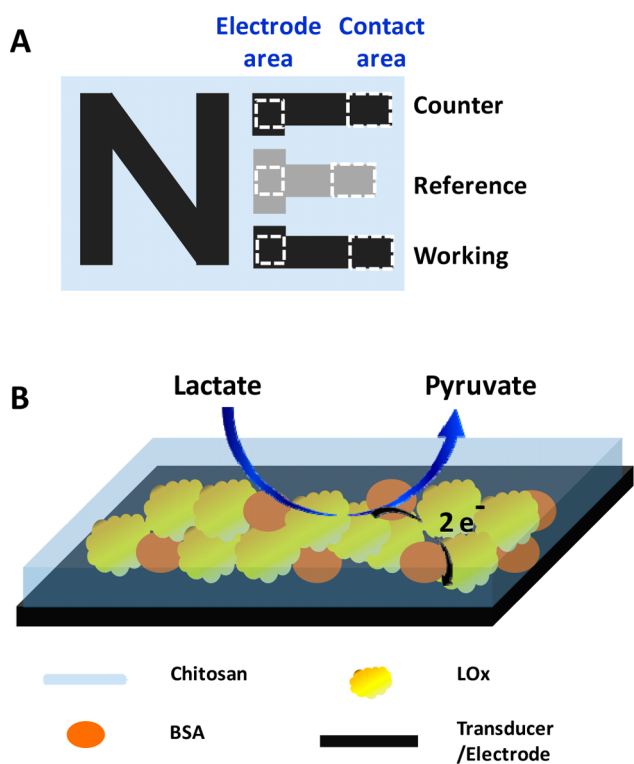 A
Electrode Contact
area area
N
Counter
Reference
Working
B
Lactate Pyruvate
2 e-
Chitosan
LOx
BSA
Transducer
/Electrode